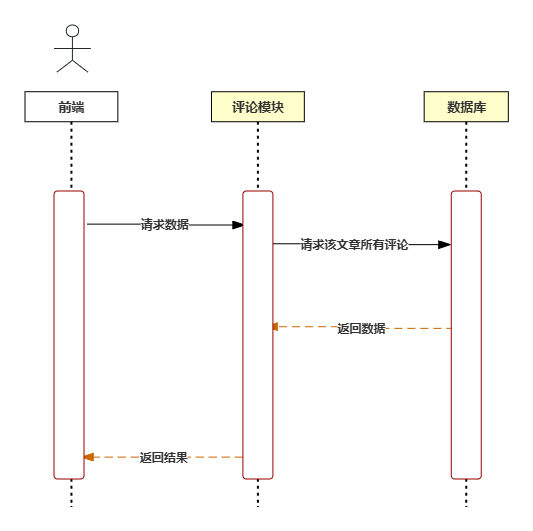 前端
评论模块
数据库
请求数据
请求该文章所有评论
返回数据
返回结果